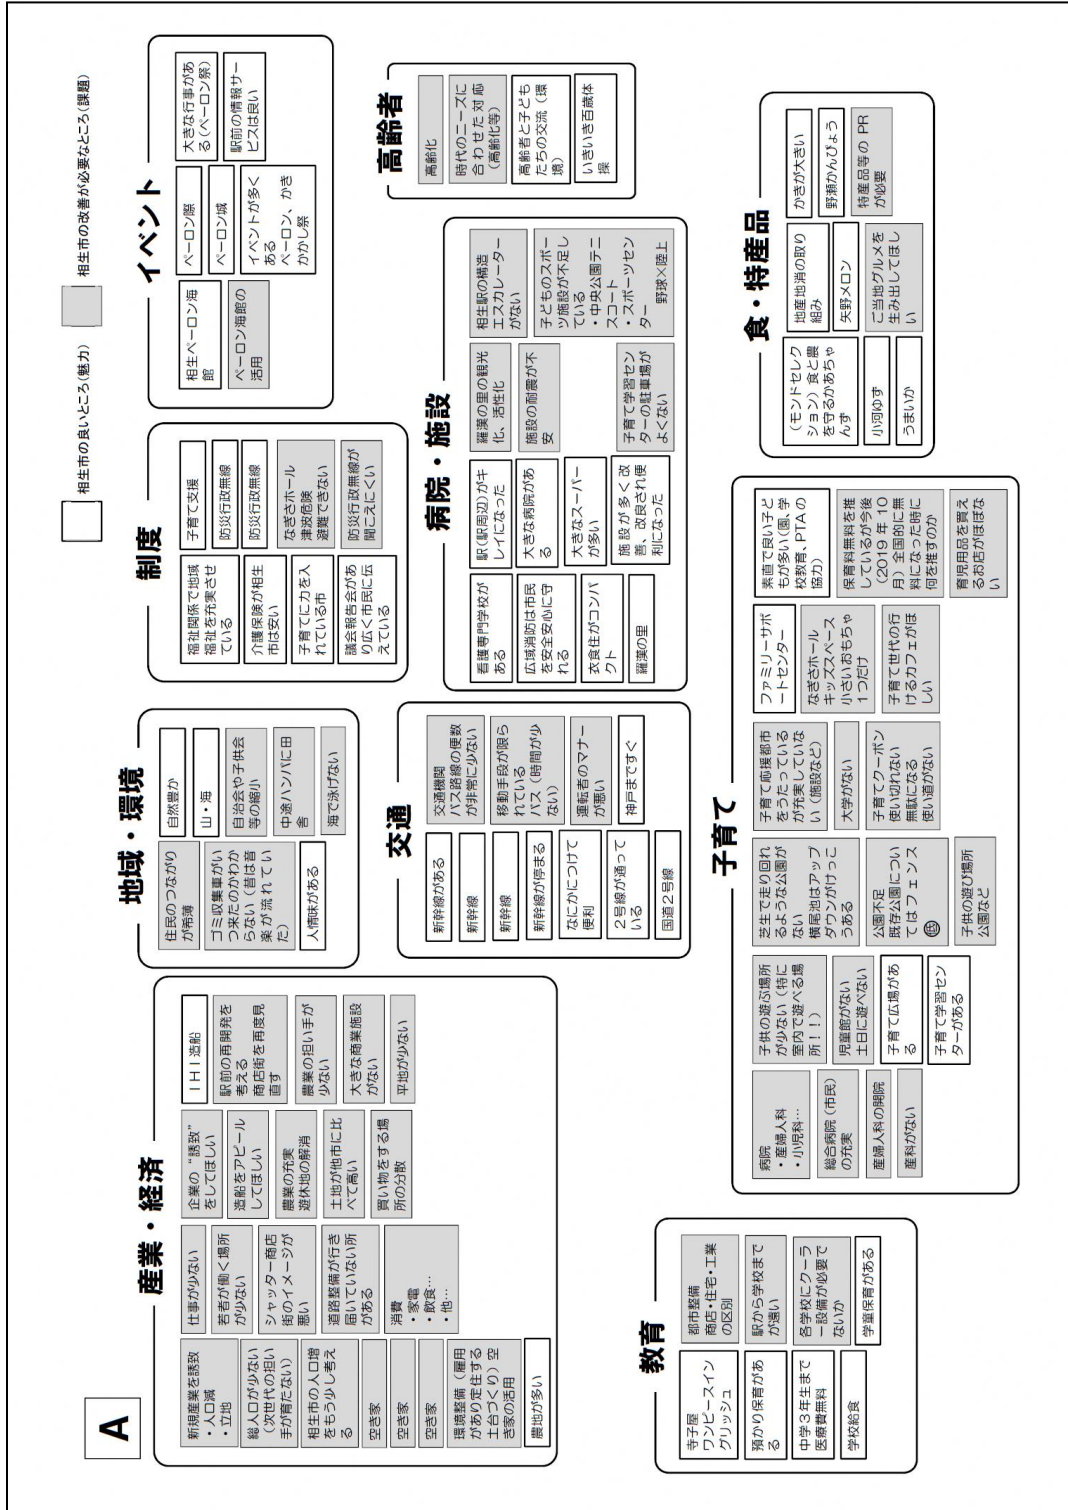 A
相生市の良いところ(魅力)
相生市の改善が必要なところ(課題)
産業・経済
新規産業を誘致
・人口減
・立地
総人口が少ない
(次世代の担い
手が育たない)
相生市の人口増
をもう少し考え
る
空き家
空き家
空き家
環境整備(雇用
があり定住する
土台づくり)空
き家の活用
農地が多い
仕事が少ない
若者が働く場所
が少ない
シャッター商店
街のイメージが
悪い
道路整備が行き
届いていない所
がある
消費
・家電
・飲食…
・他…
企業の“誘致”
をしてほしい
造船をアピール
してほしい
農業の充実
遊休地の解消
土地が他市に比
べて高い
買い物をする場
所の分散
IHI造船
駅前の再開発を
考える
商店街を再度見
直す
農業の担い手が
少ない
大きな商業施設
がない
平地が少ない
地域・環境
住民のつながり
が希薄
ゴミ収集車がい
つ来たのかわか
らない(昔は音
楽が流れてい
た)
人情味がある
自然豊か
山・海
自治会や子供会
等の縮小
中途ハンパに田
舎
海で泳げない
制度
福祉関係で地域
福祉を充実させ
ている
介護保険が相生
市は安い
子育てに力を入
れている市
議会報告会があ
り広く市民に伝
えている
子育て支援
防災行政無線
防災行政無線
なぎさホール
津波危険
避難できない
防災行政無線が
聞こえにくい
イベント
相生ペーロン海
館
ペーロン海館の
活用
ペーロン際
ペーロン城
イベントが多く
ある
ペーロン、かき
かかし祭
大きな行事があ
る(ペーロン祭)
駅前の情報サー
ビスは良い
交通
新幹線がある
新幹線
新幹線
新幹線が停まる
なにかにつけて
便利
2号線が通って
いる
国道2号線
交通機関
バス路線の便数
が非常に少ない
移動手段が限ら
れている
バス(時間が少
ない)
運転者のマナー
が悪い
神戸まですぐ
病院・施設
看護専門学校が
ある
広域消防は市民
を安全安心に守
れる
衣食住がコンパ
クト
羅漢の里
駅(駅周辺)がキ
レイになった
大きな病院があ
る
大きなスーパー
が多い
施設が多く改
善、改良され便
利になった
羅漢の里の観光
化、活性化
施設の耐震が不
安
子育て学習セン
ターの駐車場が
よくない
相生駅の構造
エスカレーター
がない
子どものスポー
ツ施設が不足し
ている
・中央公園テニ
スコート
・スポーツセン
ター
野球×陸上
高齢者
高齢化
時代のニーズに
合わせた対応
(高齢化等)
高齢者と子ども
たちの交流(環
境)
いきいき百歳体
操
教育
寺子屋
ワンピースイン
グリッシュ
預かり保育があ
る
中学3年生まで
医療費無料
学校給食
都市整備
商店・住宅・工業
の区別
駅から学校まで
が遠い
各学校にクーラ
ー設備が必要で
ないか
学童保育がある
子育て
病院
・産婦人科
・小児科…
総合病院(市民)
の充実
産婦人科の開院
産科がない
子供の遊ぶ場所
が少ない(特に
室内で遊べる場
所!!)
児童館がない
土日に遊べない
子育て広場があ
る
子育て学習セン
ターがある
芝生で走り回れ
るような公園が
ない
横尾池はアップ
ダウンがけっこ
うある
公園不足
既存公園につい
てはフェンス
㊤
子供の遊び場所
公園など
子育て応援都市
をうたっている
が充実していな
い(施設など)
大学がない
子育てクーポン
使い切れない
無駄になる
使い道がない
ファミリーサポ
ートセンター
なぎさホール
キッズスペース
小さいおもちゃ
1つだけ
子育て世代の行
けるカフェがほ
しい
素直で良い子ど
もが多い(園、学
校教育、PTAの
協力)
保育料無料を推
しているが今後
(2019年10
月)全国的に無
料になった時に
何を推すのか
育児用品を買え
るお店がほぼな
い
食・特産品
(モンドセレク
ション)食と農
を守るかあちゃ
んず
小河ゆず
うまいか
地産地消の取り
組み
矢野メロン
ご当地グルメを
生み出してほし
い
かきが大きい
野瀬かんぴょう
特産品等のPR
が必要